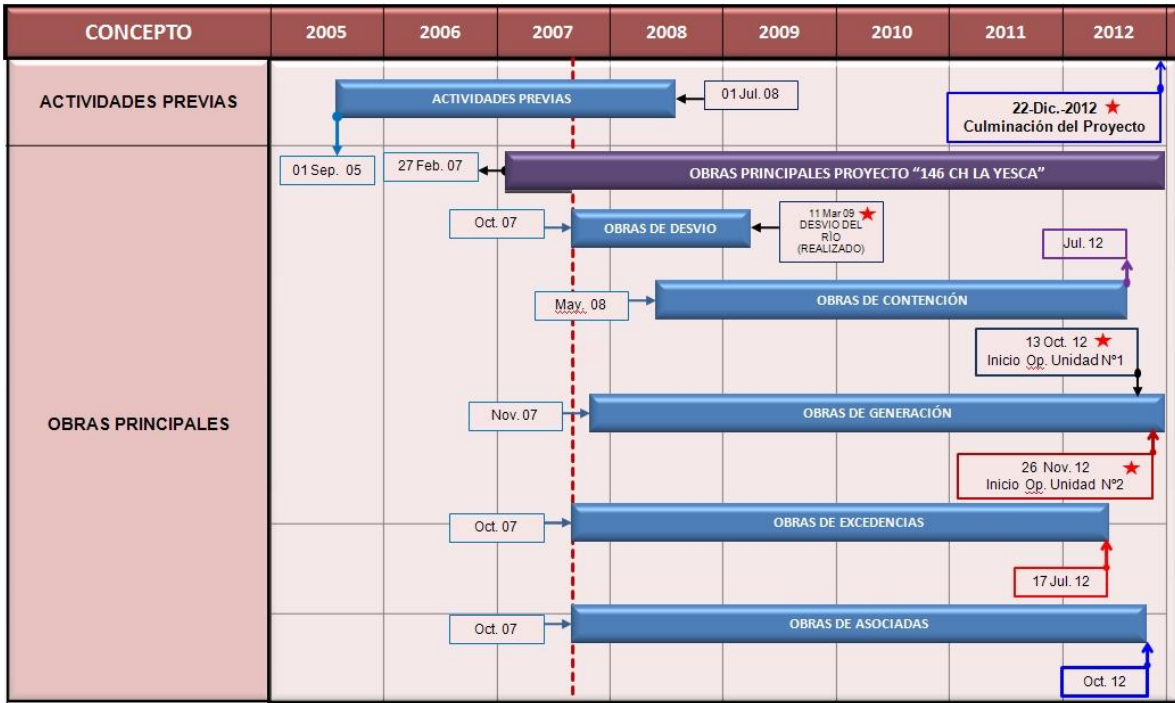 CONCEPTO 2005 2006 2007 2008 2009 2010 2011 2012
ACTIVIDADES PREVIAS
ACTIVIDADES PREVIAS
01 Jul. 08
22-Dic.-2012
Culminación del Proyecto
01 Sep. 05
27 Feb. 07
OBRAS PRINCIPALES PROYECTO “146 CH LA YESCA”
Oct. 07
OBRAS DE DESVIO
11 Mar 09
DESVIO DEL
RÌO
(REALIZADO)
Jul. 12
May. 08
OBRAS DE CONTENCIÓN
13 Oct. 12
Inicio Op. Unidad Nº1
OBRAS PRINCIPALES
Nov. 07
OBRAS DE GENERACIÓN
26 Nov. 12
Inicio Op. Unidad Nº2
Oct. 07
OBRAS DE EXCEDENCIAS
17 Jul. 12
Oct. 07
OBRAS DE ASOCIADAS
Oct. 12